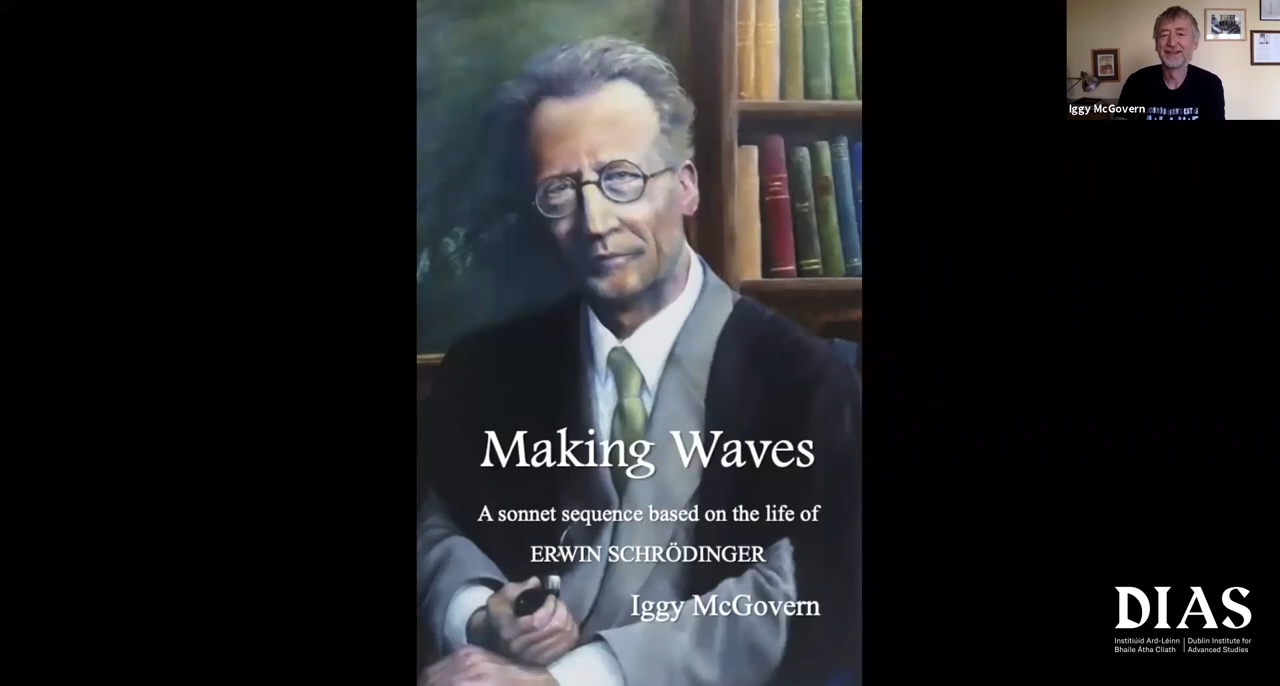 Making Waves
A sonnet sequence based on the life of
ERWIN SCHRÖDINGER
Iggy McGovern
Iggy McGovern
DIAS
Institiúid Ard-Léinn
Bhaile Átha Cliath
Dublin Institute for
Advanced Studies